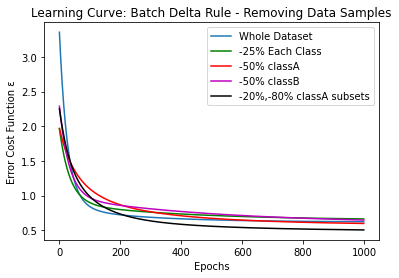 Learning Curve: Batch Delta Rule - Removing Data Samples
Error Cost Function ε
3.0
2.5
2.0
1.5
1.0
0.5
Whole Dataset
-25% Each Class
-50% classA
-50% classB
-20%,-80% classA subsets
0
200
400
600
800
1000
Epochs